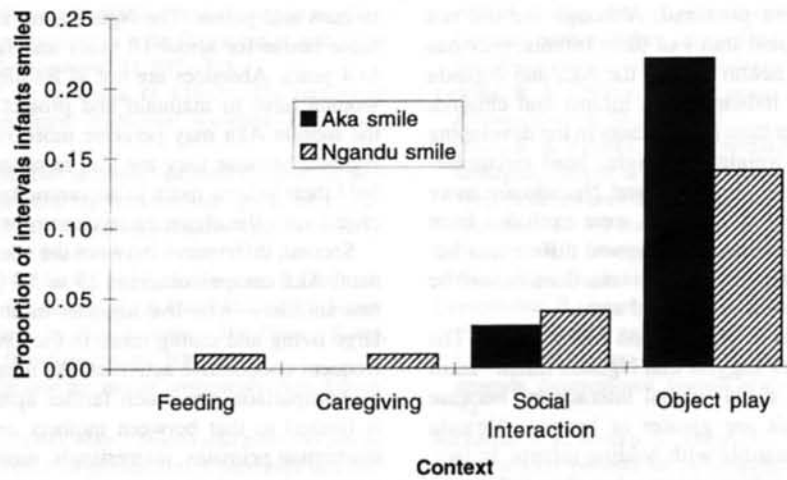 Proportion of intervals infants smiled
0.25
0.20
0.15
0.10
0.05
0.00
Aka smile
Ngandu smile
Feeding
Caregiving
Social
Interaction
Object play
Context